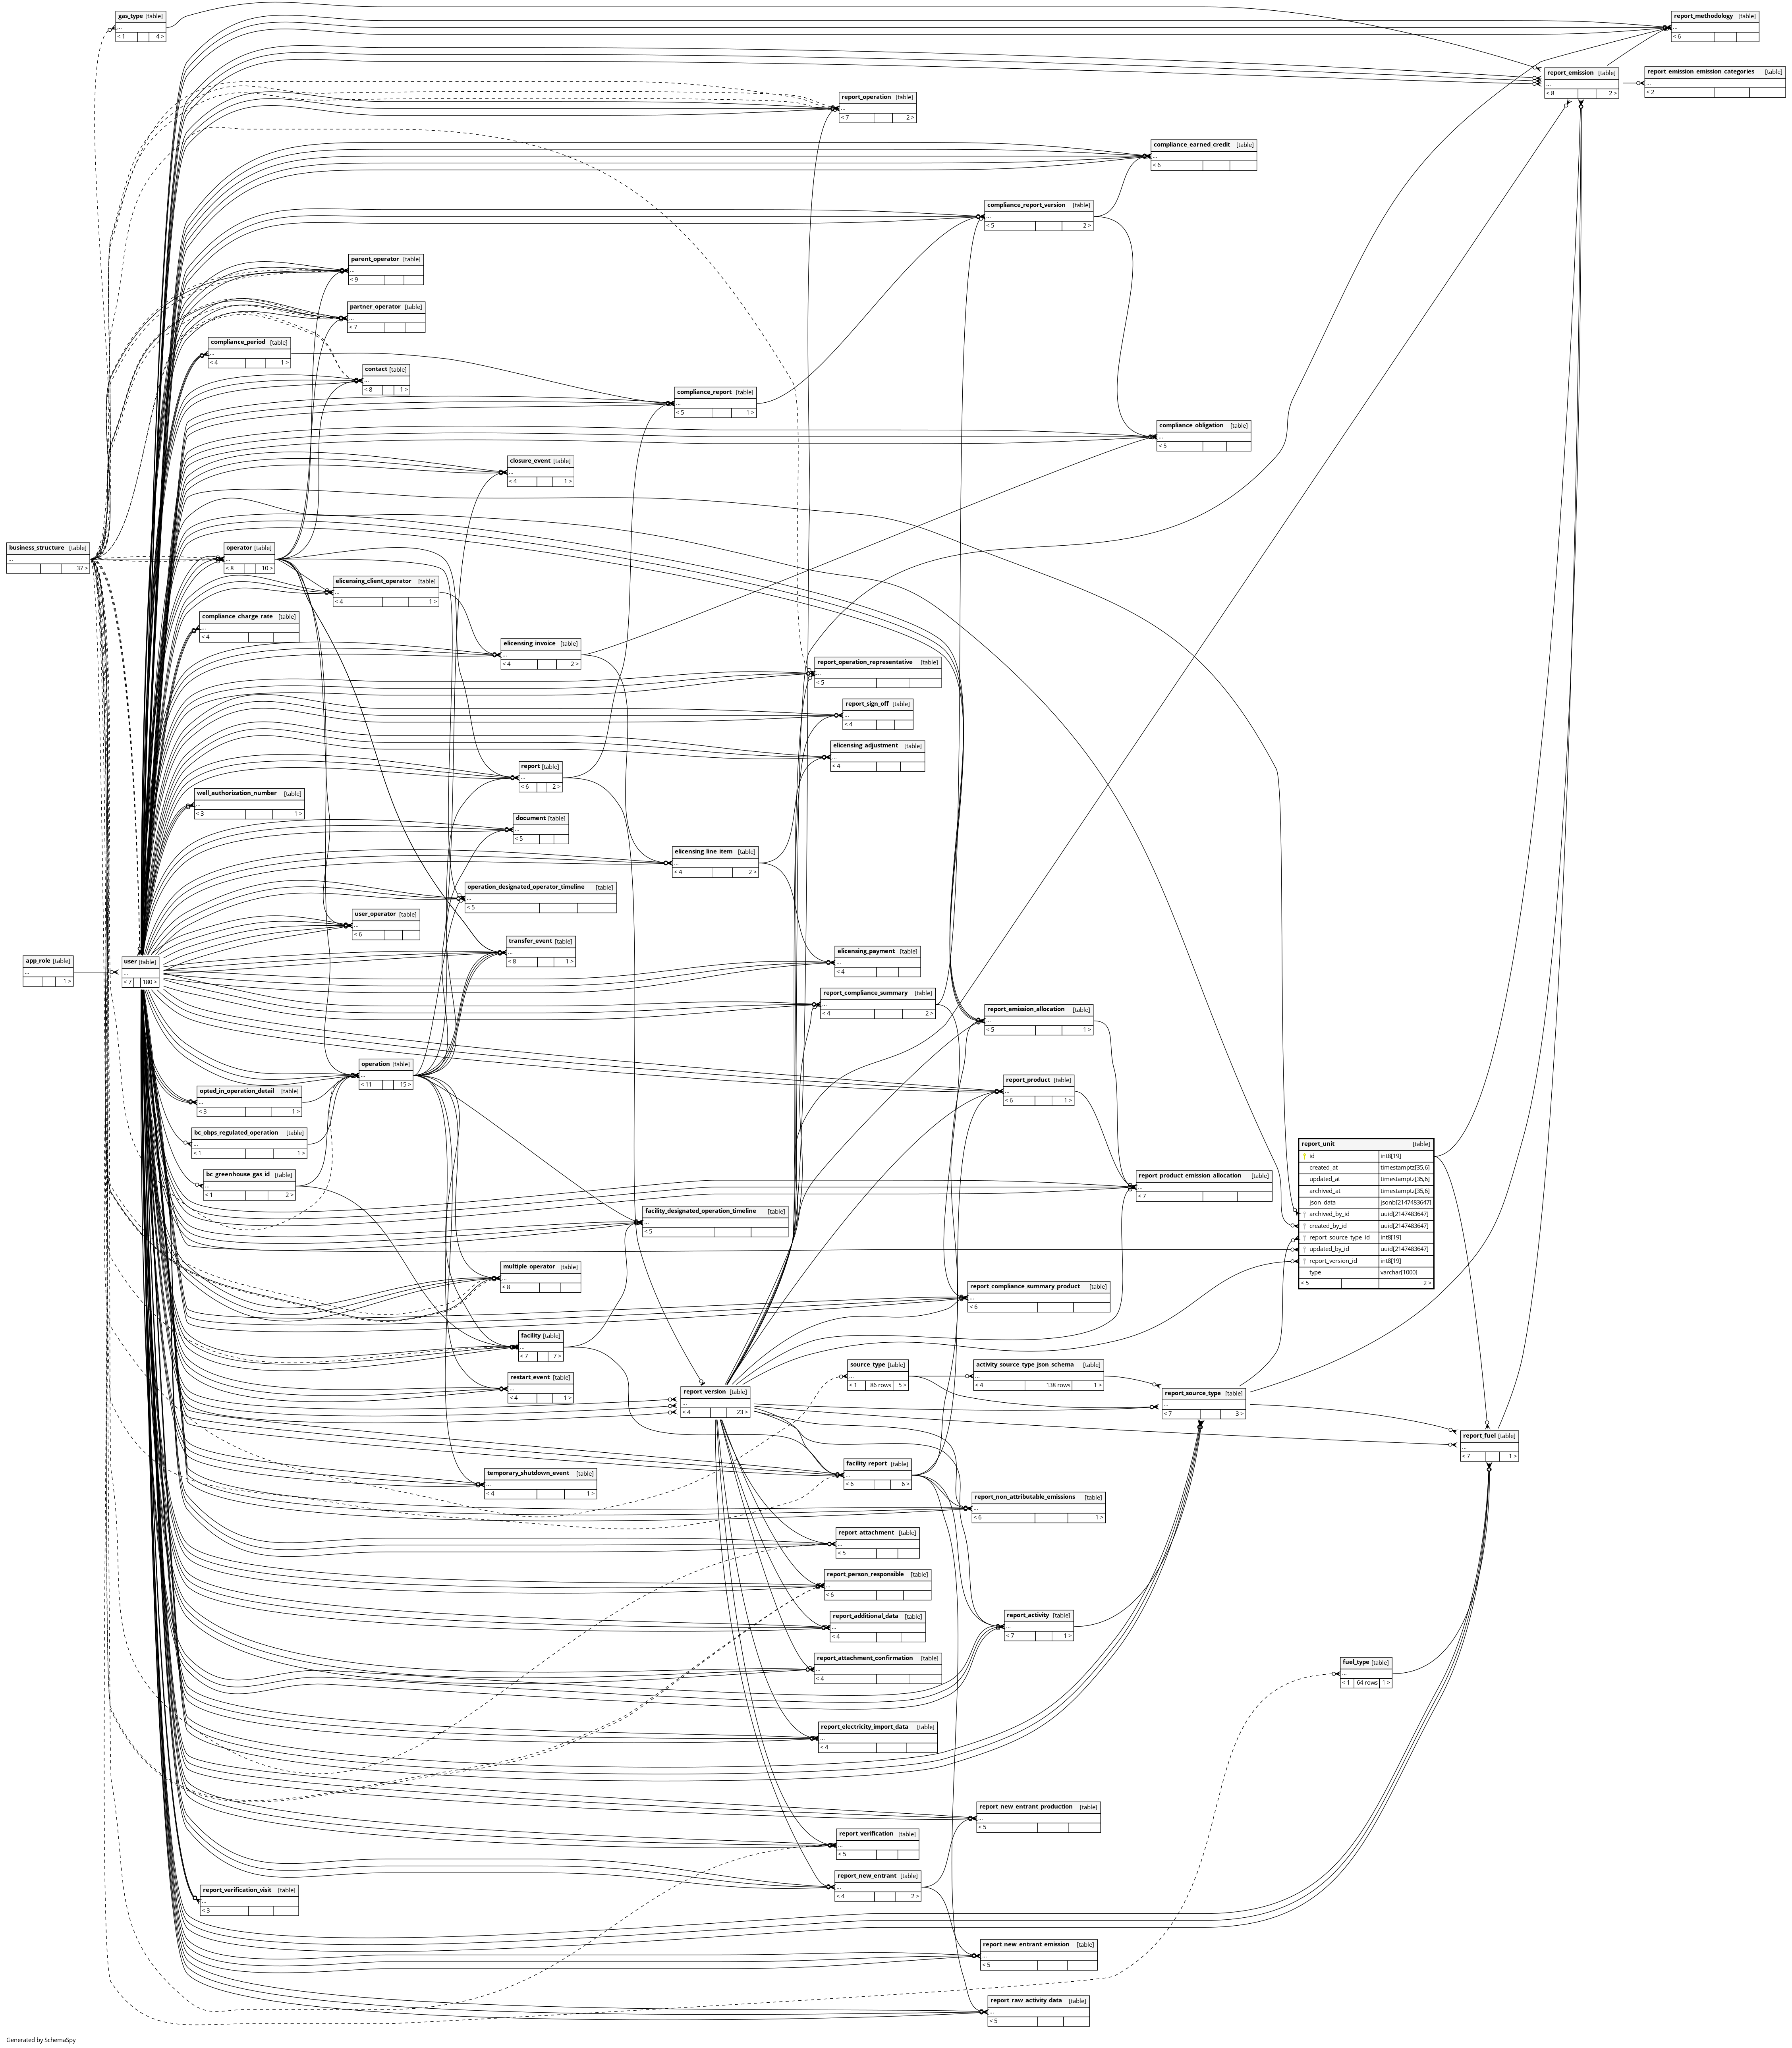 gas_type [table]
...
< 1 4 >
report_methodology [table]
...
< 6
report_emission [table]
...
< 8 2 >
report_emission_emission_categories [table]
...
< 2
report_operation [table]
...
< 7 2 >
compliance_earned_credit [table]
...
< 6
compliance_report_version [table]
...
< 5 2 >
parent_operator [table]
...
< 9
partner_operator [table]
...
< 7
compliance_period [table]
...
< 4 1 >
contact [table]
...
< 8 1 >
compliance_report [table]
...
< 5 1 >
compliance_obligation [table]
...
< 5
closure_event [table]
...
< 4 1 >
business_structure [table]
...
37 >
operator [table]
...
< 8 10 >
elicensing_client_operator [table]
...
< 4 1 >
compliance_charge_rate [table]
...
< 4
elicensing_invoice [table]
...
< 4 2 >
report_operation_representative [table]
...
< 5
report_sign_off [table]
...
< 4
elicensing_adjustment [table]
...
< 4
report [table]
...
< 6 2 >
well_authorization_number [table]
...
< 3 1 >
document [table]
...
< 5
elicensing_line_item [table]
...
< 4 2 >
operation_designated_operator_timeline [table]
...
< 5
user_operator [table]
...
< 6
transfer_event [table]
...
< 8 1 >
elicensing_payment [table]
...
< 4
app_role [table]
...
1 >
user [table]
...
< 7 180 >
report_compliance_summary [table]
...
< 4 2 >
report_emission_allocation [table]
...
< 5 1 >
operation [table]
...
< 11 15 >
report_product [table]
...
< 6 1 >
opted_in_operation_detail [table]
...
< 3 1 >
bc_obps_regulated_operation [table]
...
< 1 1 >
bc_greenhouse_gas_id [table]
...
< 1 2 >
report_product_emission_allocation [table]
...
< 7
report_unit [table]
id int8[19]
created_at timestamptz[35,6]
updated_at timestamptz[35,6]
archived_at timestamptz[35,6]
json_data jsonb[2147483647]
archived_by_id uuid[2147483647]
created_by_id uuid[2147483647]
report_source_type_id int8[19]
updated_by_id uuid[2147483647]
report_version_id int8[19]
type varchar[1000]
< 5 2 >
facility_designated_operation_timeline [table]
...
< 5
multiple_operator [table]
...
< 8
report_compliance_summary_product [table]
...
< 6
facility [table]
...
< 7 7 >
restart_event [table]
...
< 4 1 >
report_version [table]
...
< 4 23 >
source_type [table]
...
< 1 86 rows 5 >
activity_source_type_json_schema [table]
...
< 4 138 rows 1 >
report_source_type [table]
...
< 7 3 >
report_fuel [table]
...
< 7 1 >
facility_report [table]
...
< 6 6 >
temporary_shutdown_event [table]
...
< 4 1 >
report_non_attributable_emissions [table]
...
< 6 1 >
report_attachment [table]
...
< 5
report_person_responsible [table]
...
< 6
report_additional_data [table]
...
< 4
report_activity [table]
...
< 7 1 >
report_attachment_confirmation [table]
...
< 4
fuel_type [table]
...
< 1 64 rows 1 >
report_electricity_import_data [table]
...
< 4
report_new_entrant_production [table]
...
< 5
report_verification [table]
...
< 5
report_new_entrant [table]
...
< 4 2 >
report_verification_visit [table]
...
< 3
report_new_entrant_emission [table]
...
< 5
report_raw_activity_data [table]
...
< 5
Generated by SchemaSpy